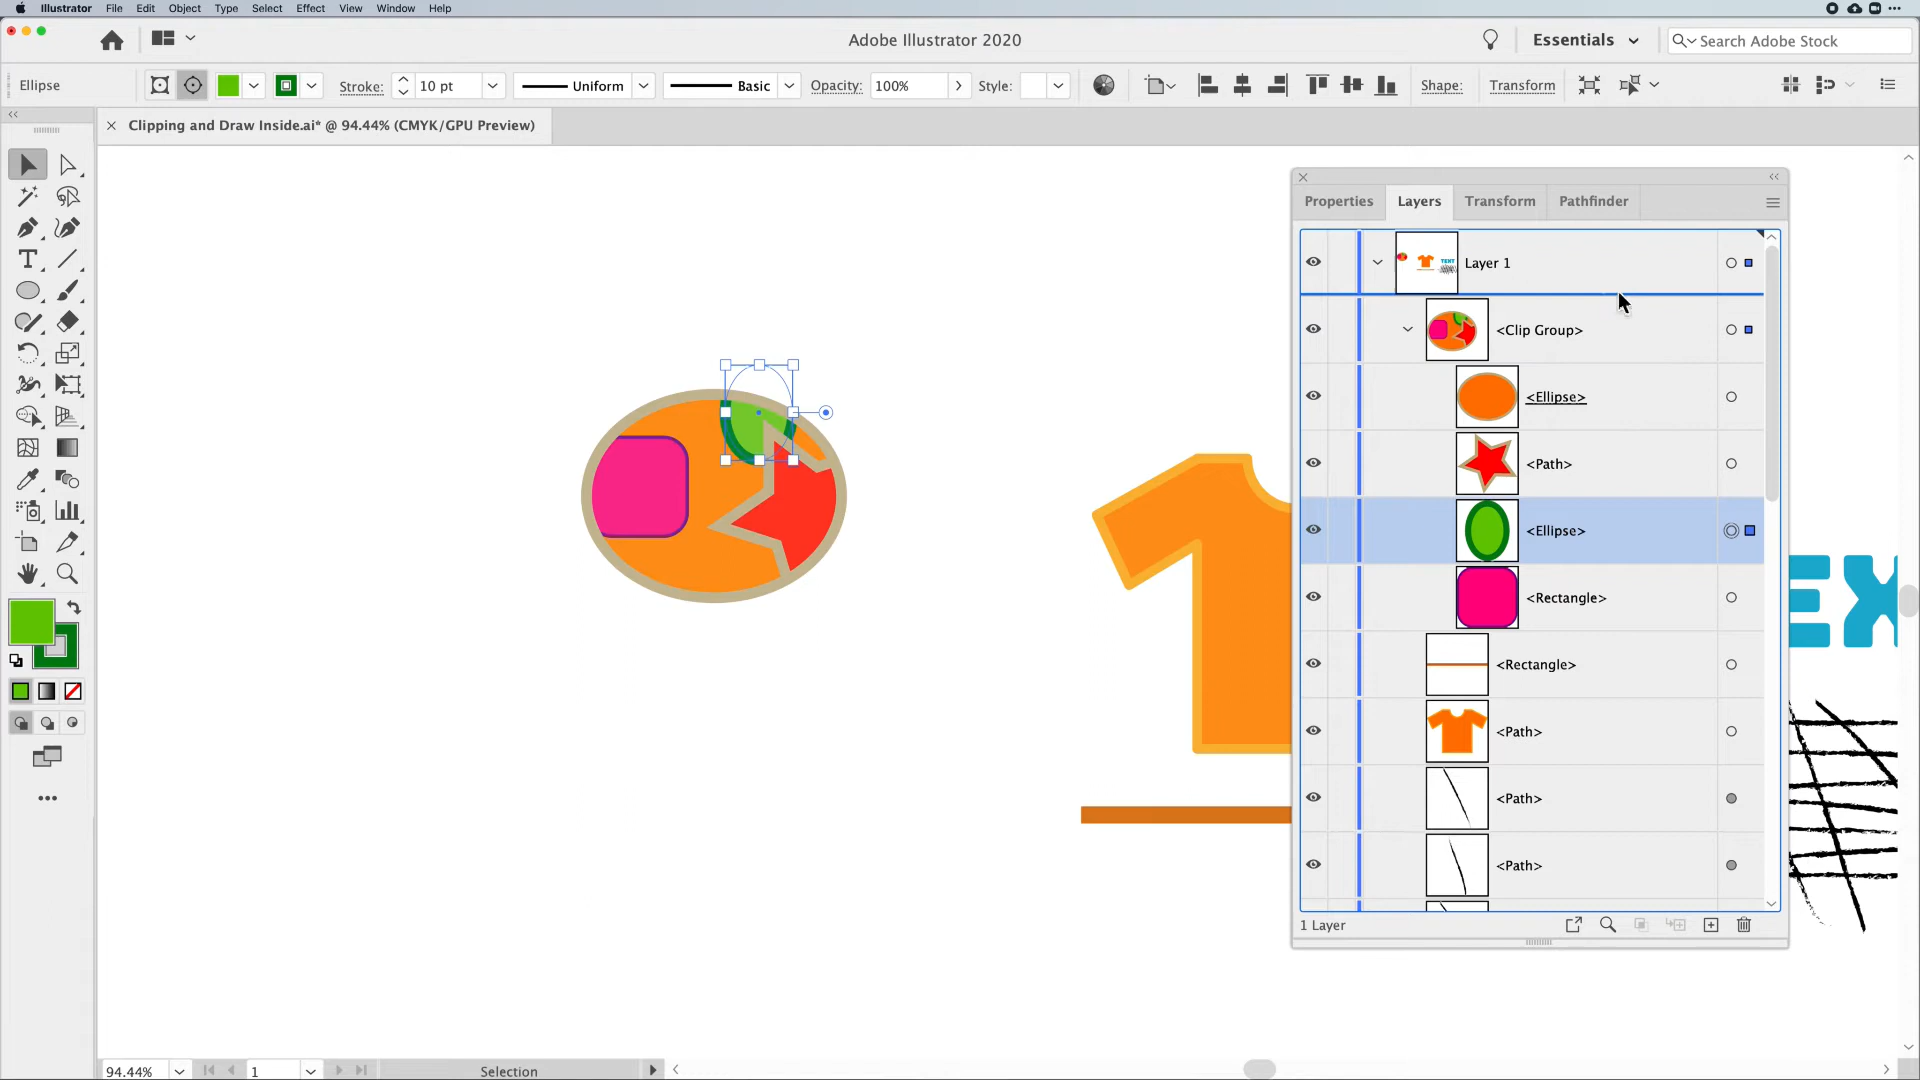 Illustrator File Edit Object Type Select Effect View Window Help
Adobe Illustrator 2020
Essentials
Search Adobe Stock
Ellipse
Stroke: 10 pt Uniform Basic Opacity: 100% Style: Shape: Transform
Clipping and Draw Inside.ai* @ 94.44% (CMYK/GPU Preview)
Properties Layers Transform Pathfinder
Layer 1
<Clip Group>
<Ellipse>
<Path>
<Ellipse>
<Rectangle>
<Rectangle>
<Path>
<Path>
<Path>
1 Layer
EX
94.44% 1 Selection